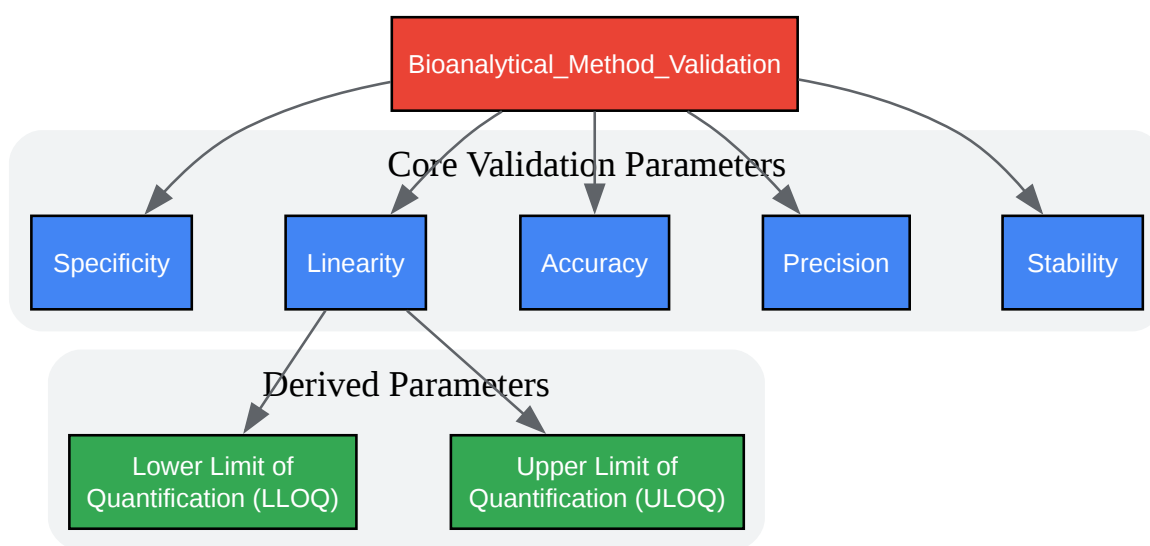 Bioanalytical_Method_Validation
Core Validation Parameters
Specificity
Linearity
Accuracy
Precision
Stability
Derived Parameters
Lower Limit of
Quantification (LLOQ)
Upper Limit of
Quantification (ULOQ)